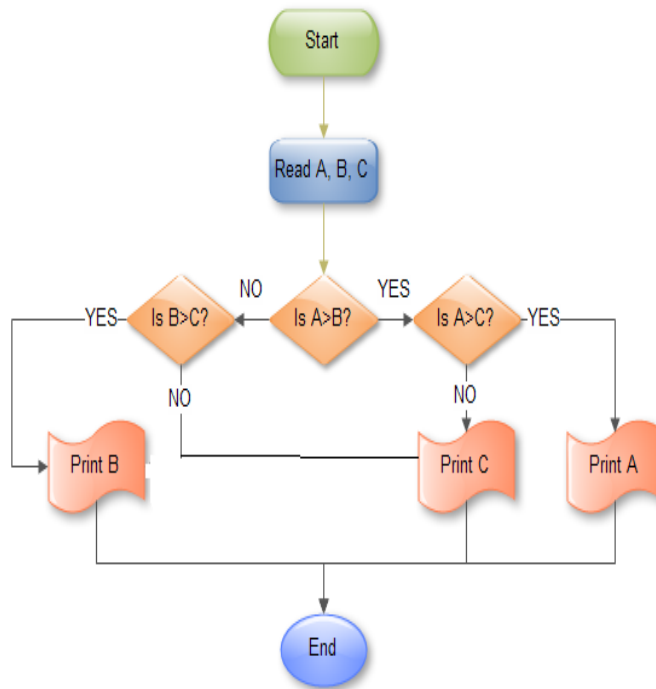 Start
Read A, B, C
NO
YES
YES
Is B>C?
Is A>B?
Is A>C?
YES
NO
NO
Print B
Print C
Print A
End